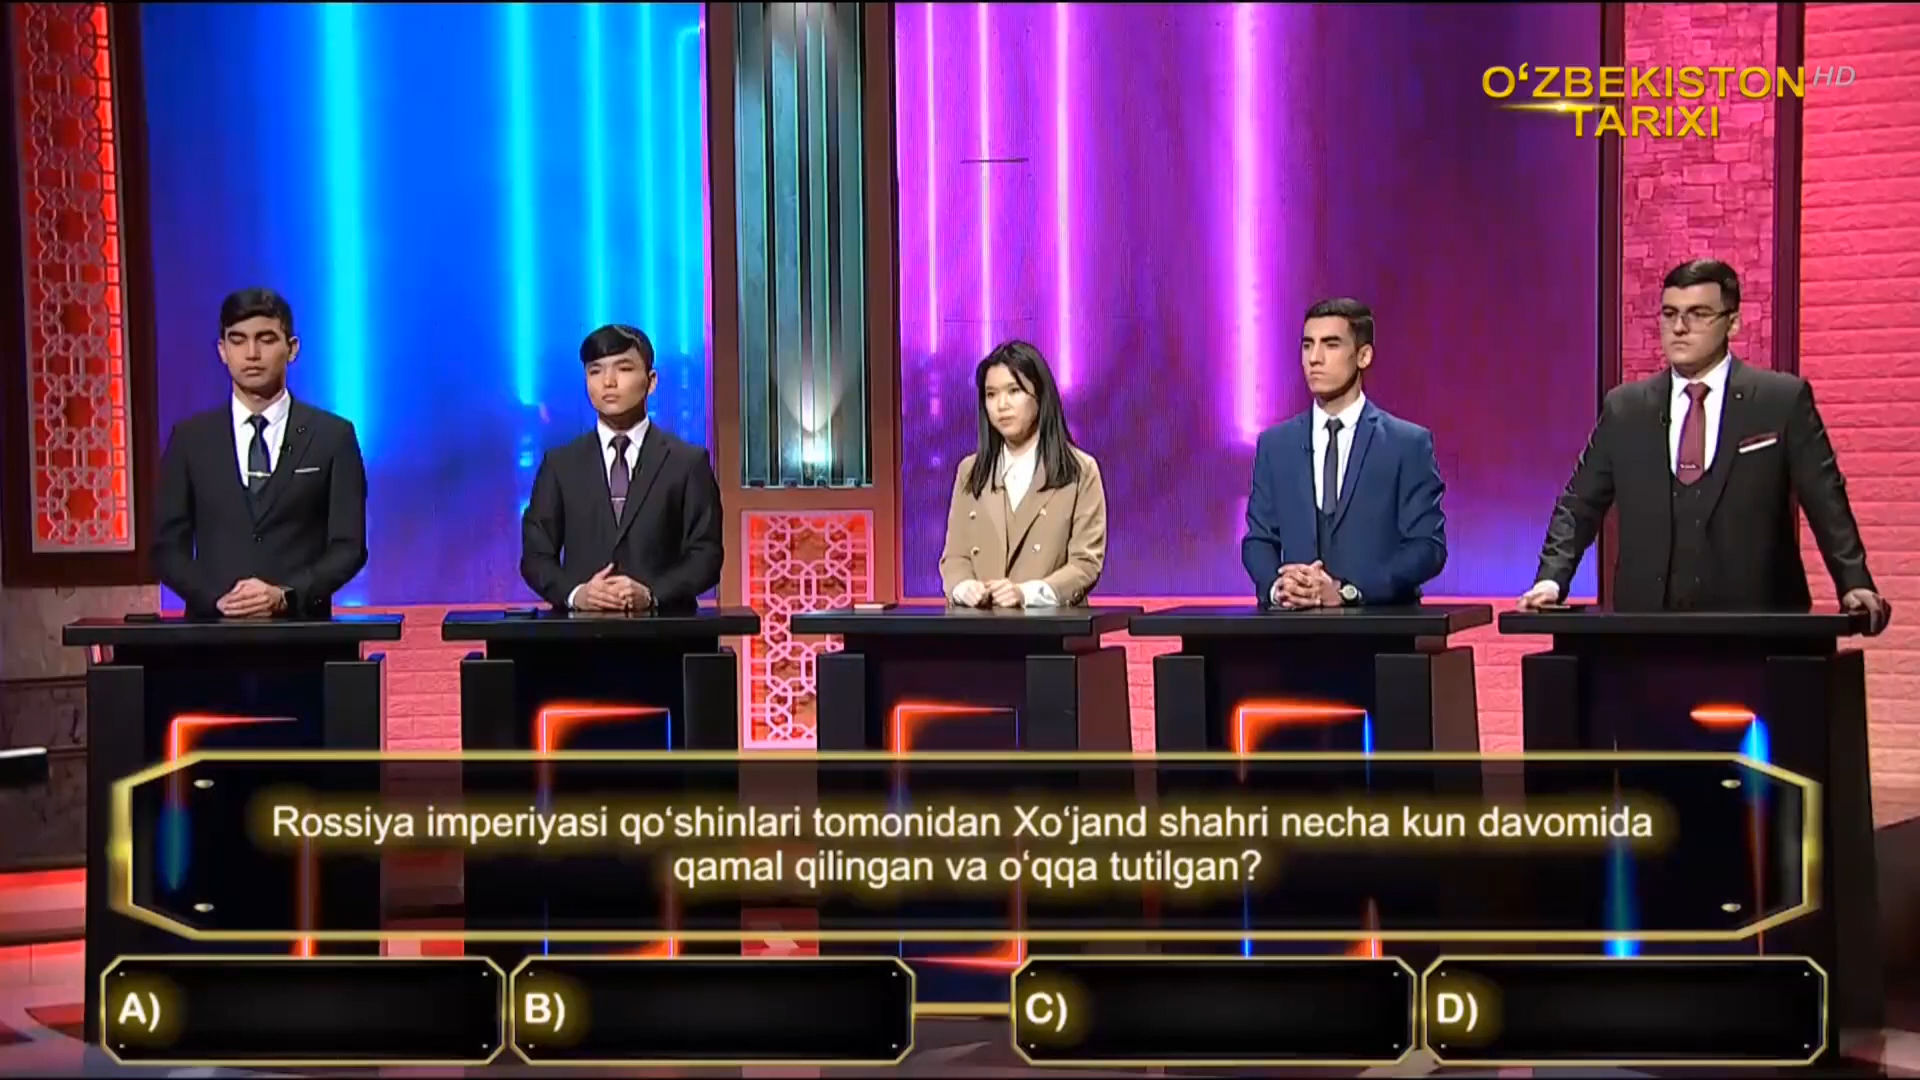 O‘ZBEKISTON HD
TARIXI
Rossiya imperiyasi qo‘shinlari tomonidan Xo‘jand shahri necha kun davomida
qamal qilingan va o‘qqa tutilgan?
A)
B)
C)
D)